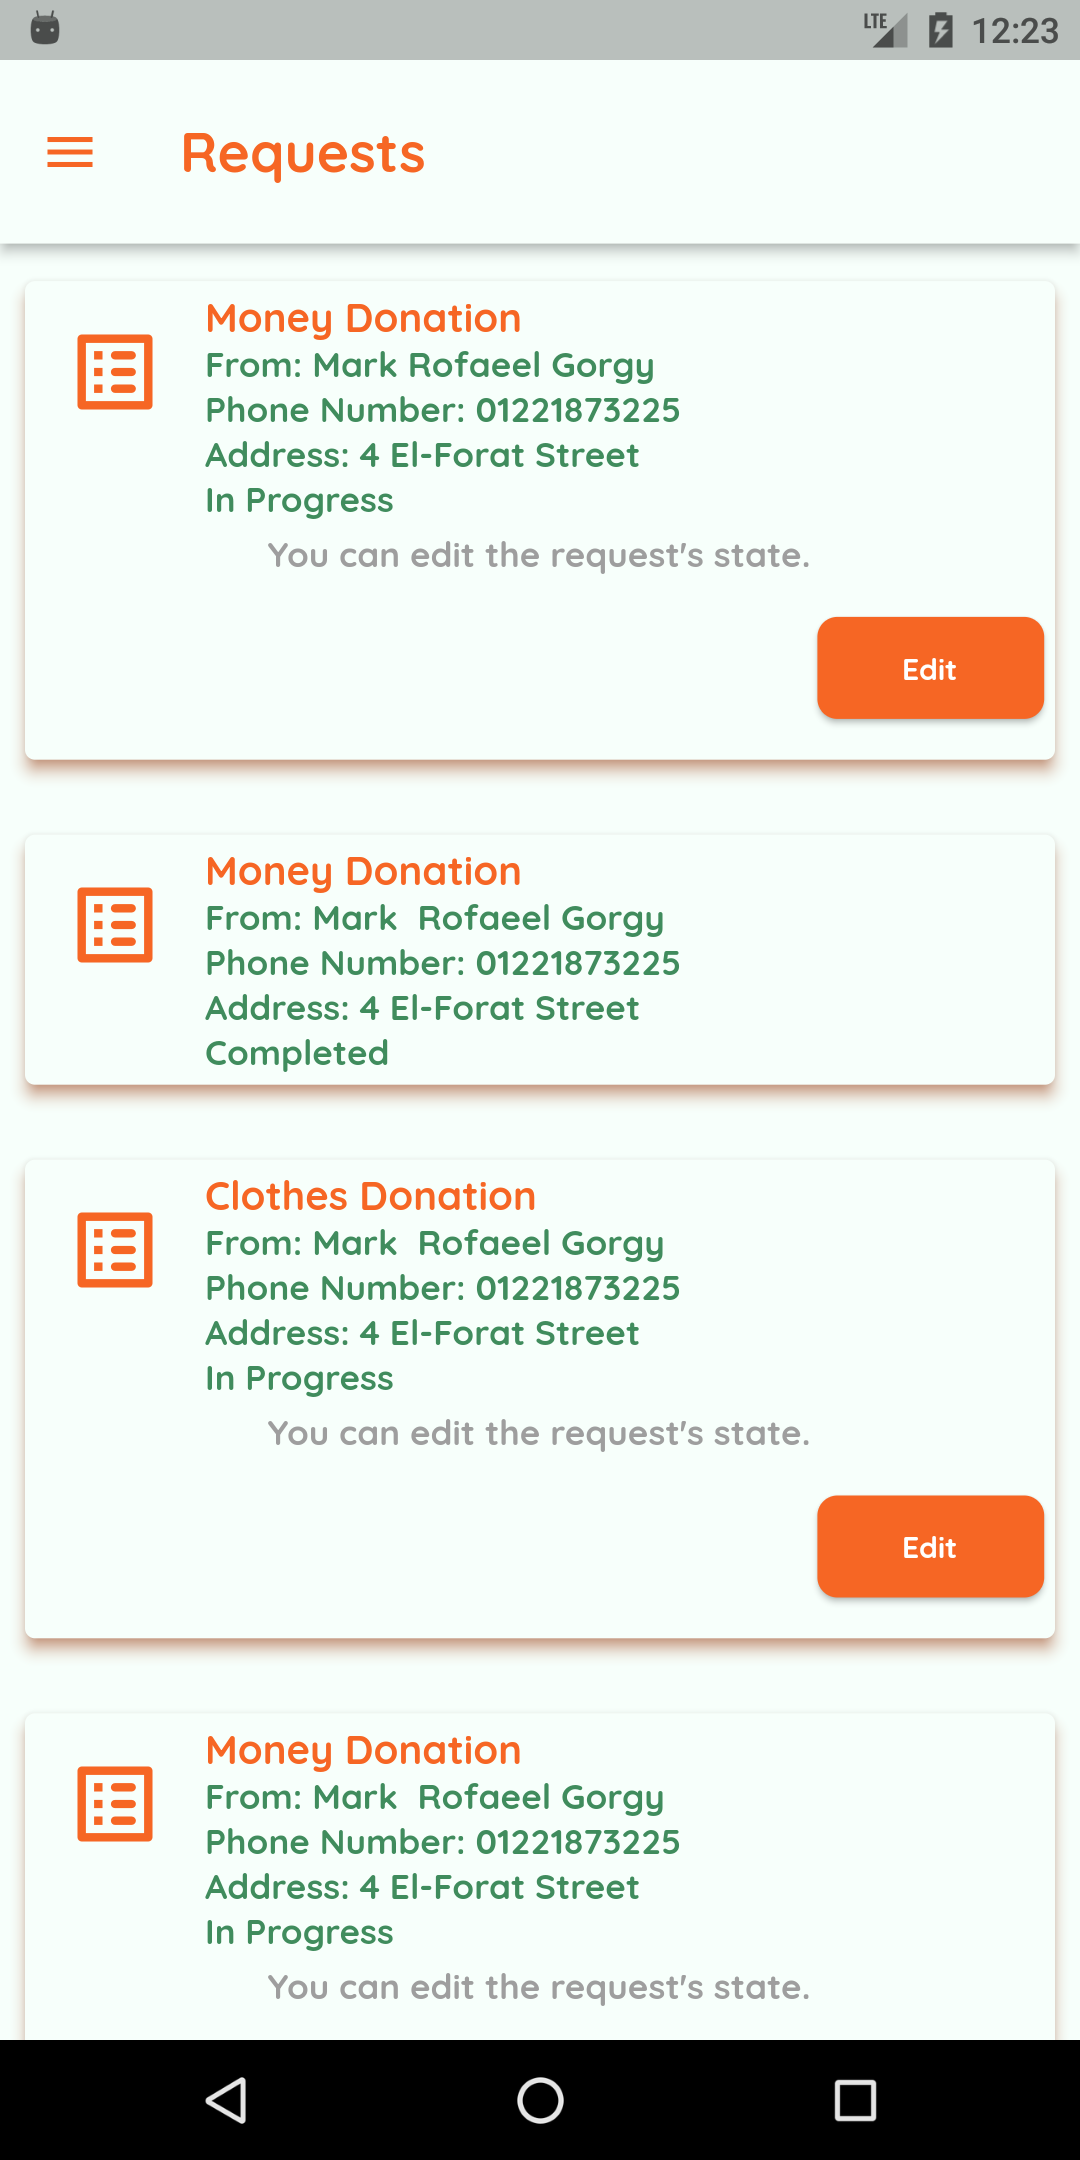 LTE 12:23
Requests
Money Donation
From: Mark Rofaeel Gorgy
Phone Number: 01221873225
Address: 4 El-Forat Street
In Progress
You can edit the request's state.
Edit
Money Donation
From: Mark  Rofaeel Gorgy
Phone Number: 01221873225
Address: 4 El-Forat Street
Completed
Clothes Donation
From: Mark  Rofaeel Gorgy
Phone Number: 01221873225
Address: 4 El-Forat Street
In Progress
You can edit the request's state.
Edit
Money Donation
From: Mark  Rofaeel Gorgy
Phone Number: 01221873225
Address: 4 El-Forat Street
In Progress
You can edit the request's state.